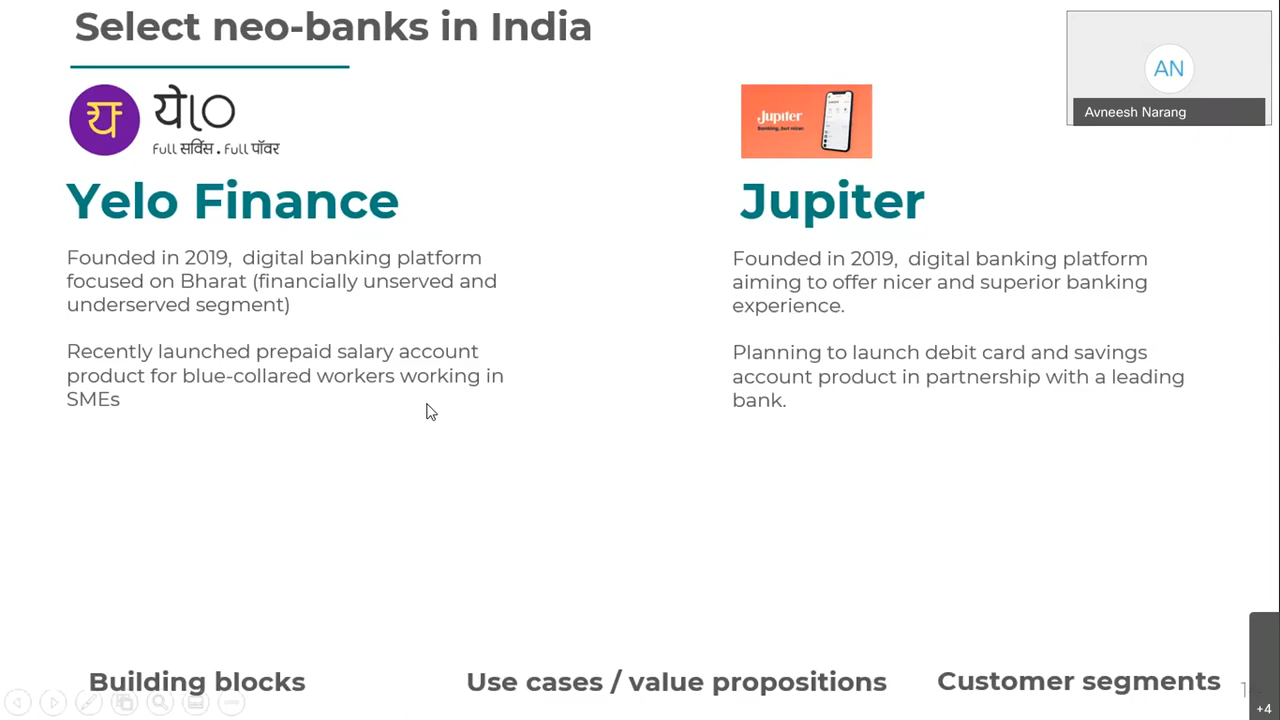 Select neo-banks in India
AN
Avneesh Narang
य
येlo
Full सर्विस. Full पॉवर
Jupiter
Banking, but nicer.
Yelo Finance
Jupiter
Founded in 2019, digital banking platform
focused on Bharat (financially unserved and
underserved segment)
Recently launched prepaid salary account
product for blue-collared workers working in
SMEs
Founded in 2019, digital banking platform
aiming to offer nicer and superior banking
experience.
Planning to launch debit card and savings
account product in partnership with a leading
bank.
Building blocks
Use cases / value propositions
Customer segments
+4